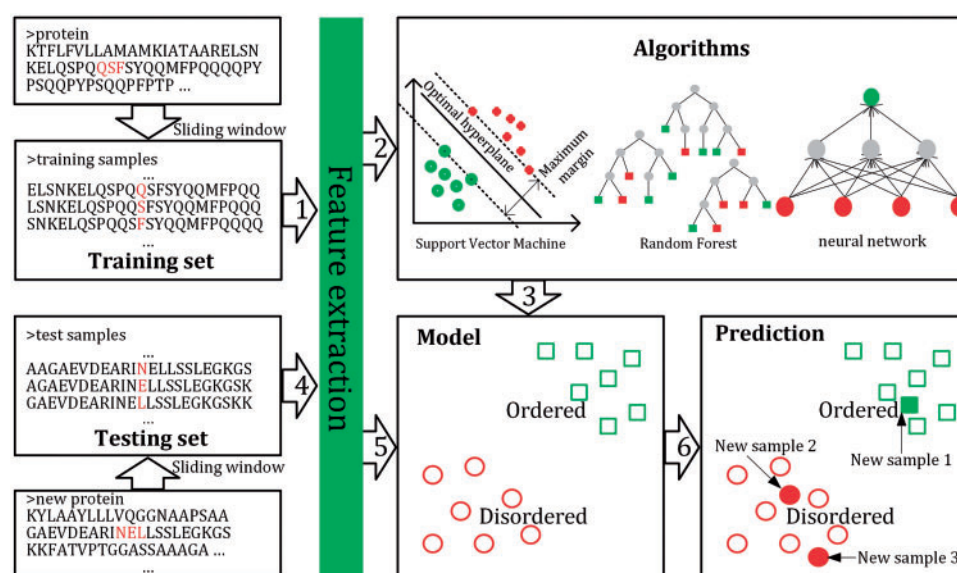 >protein
KTFLFVLLAMAMKIATAARELSN
KELQSPQQSFSYQQMFPQQQQPY
PSQQPYPSQQPFPTP ...
Sliding window
>training samples
...
ELSNKELQSPQQSFSYQQMFPQQ
LSNKELQSPQQSFSYQQMFPQQQ
SNKELQSPQQSFSYQQMFPQQQQ
...
Training set
1
>test samples
...
AAGAEVDEARINELLSSLEGKGS
AGAEVDEARINELLSSLEGKGSK
GAEVDEARINELLSSLEGKGSKK
...
Testing set
4
Sliding window
>new protein
KYLAAYLLLVQGGNAAPSAA
GAEVDEARINELLSSLEGKGS
KKFATVPTGGASSAAAGA ...
...
Feature extraction
2
Algorithms
Optimal hyperplane
Maximum
margin
Support Vector Machine
Random Forest
neural network
3
5
Model
Ordered
Disordered
6
Prediction
Ordered
New sample 1
New sample 2
Disordered
New sample 3